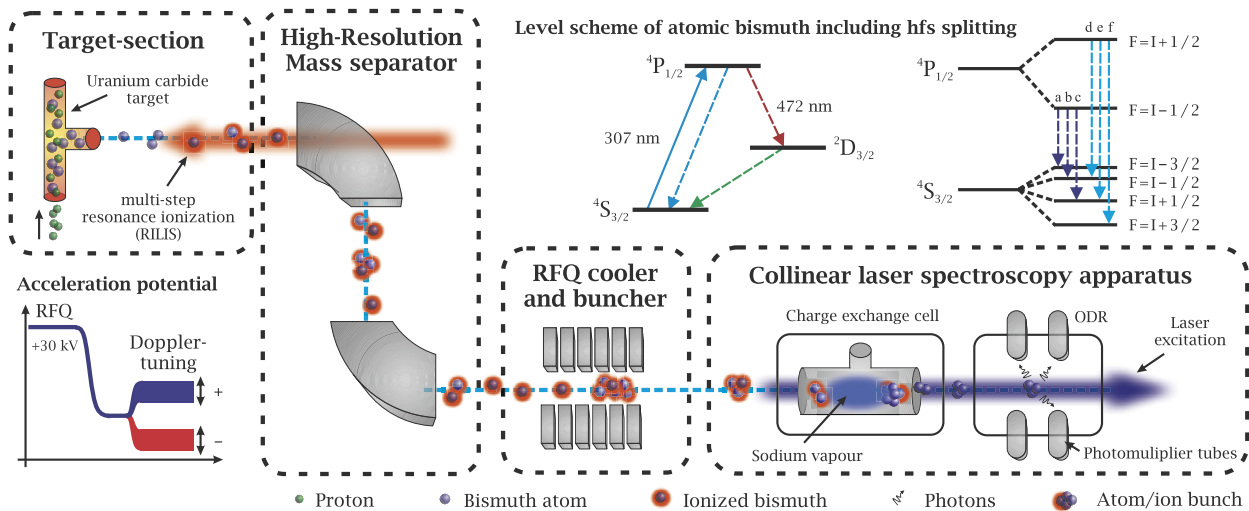 Target-section
Uranium carbide
target
multi-step
resonance ionization
(RILIS)
High-Resolution
Mass separator
Level scheme of atomic bismuth including hfs splitting
⁴P₁/₂
307 nm
472 nm
²D₃/₂
⁴S₃/₂
d e f
F=I+1/2
⁴P₁/₂
a b c
F=I−1/2
F=I−3/2
F=I−1/2
⁴S₃/₂
F=I+1/2
F=I+3/2
Acceleration potential
RFQ
+30 kV
Doppler-
tuning
+
−
RFQ cooler
and buncher
Collinear laser spectroscopy apparatus
Charge exchange cell
ODR
Laser
excitation
Sodium vapour
Photomuliplier tubes
Proton
Bismuth atom
Ionized bismuth
Photons
Atom/ion bunch